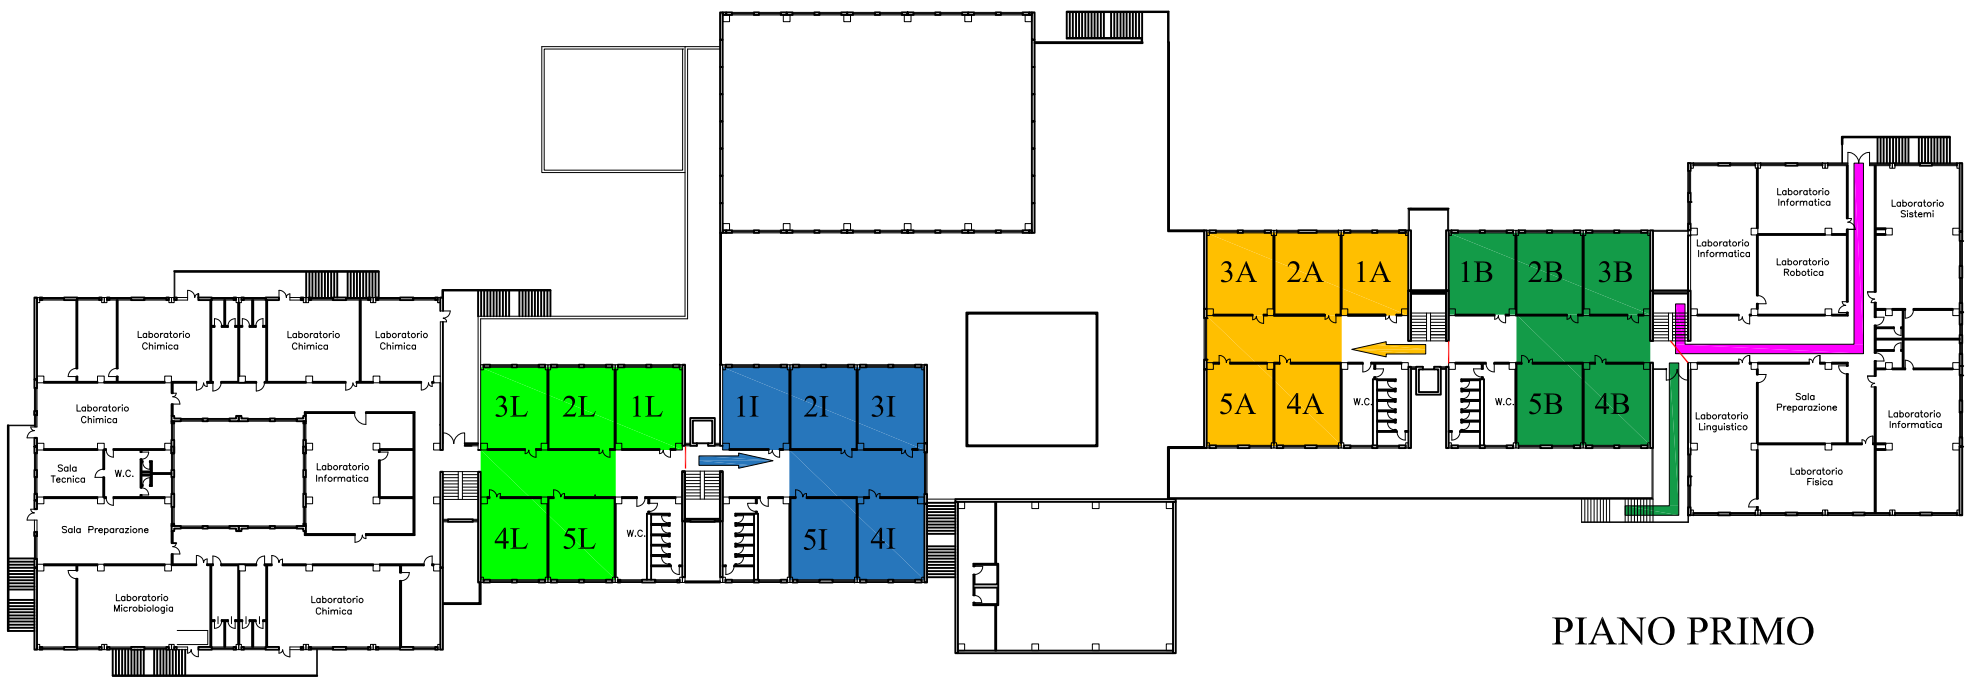 Laboratorio
Chimica
Laboratorio
Chimica
Laboratorio
Chimica
Laboratorio
Chimica
Sala
Tecnica
W.C.
Laboratorio
Informatica
Sala Preparazione
Laboratorio
Microbiologia
Laboratorio
Chimica
3L
2L
1L
4L
5L
W.C.
1I
2I
3I
5I
4I
3A
2A
1A
5A
4A
W.C.
1B
2B
3B
W.C.
5B
4B
Laboratorio
Informatica
Laboratorio
Informatica
Laboratorio
Robotica
Laboratorio
Sistemi
Laboratorio
Linguistico
Sala
Preparazione
Laboratorio
Informatica
Laboratorio
Fisica
PIANO PRIMO